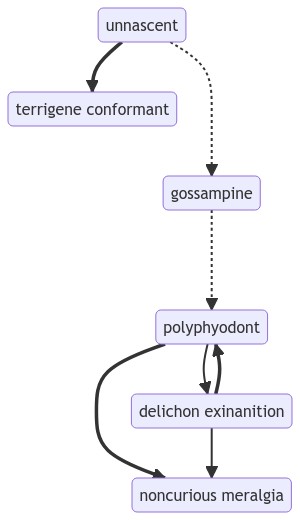 unnascent
terrigene conformant
gossampine
polyphyodont
delichon exinanition
noncurious meralgia